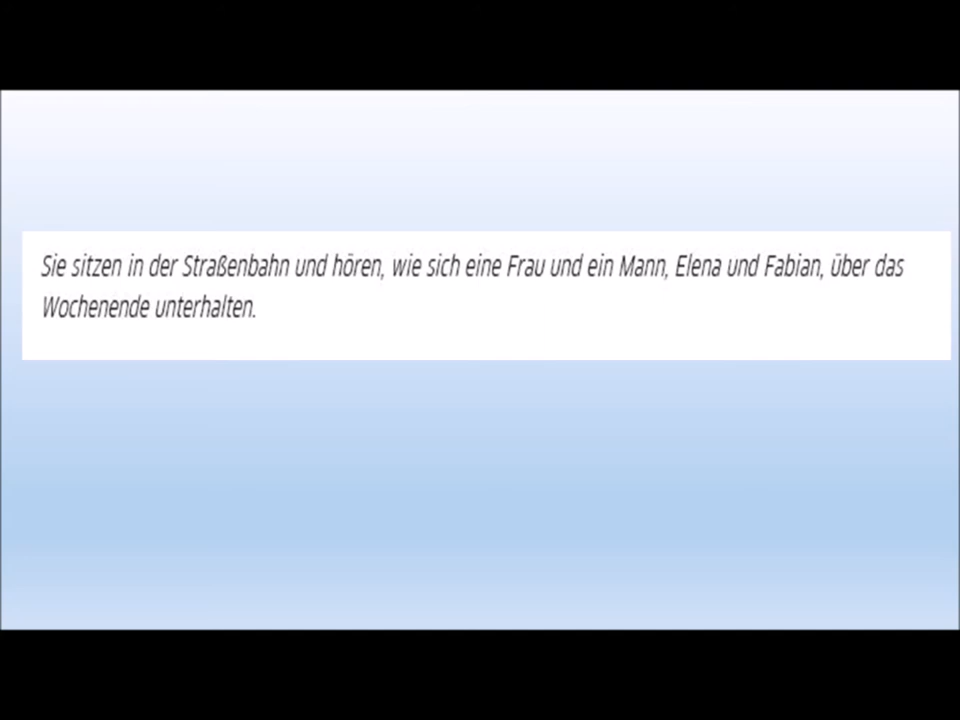 Sie sitzen in der Straßenbahn und hören, wie sich eine Frau und ein Mann, Elena und Fabian, über das
Wochenende unterhalten.